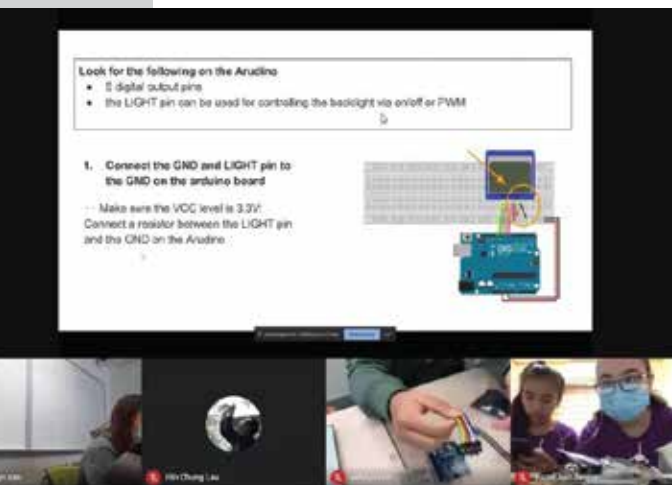 Look for the following on the Arudino
5 digital output pins
the LIGHT pin can be used for controlling the backlight via on/off or PWM
1. Connect the GND and LIGHT pin to
the GND on the arduino board
Make sure the VCC level is 3.3V!
Connect a resistor between the LIGHT pin
and the GND on the Arudino
Hin Chung Lau